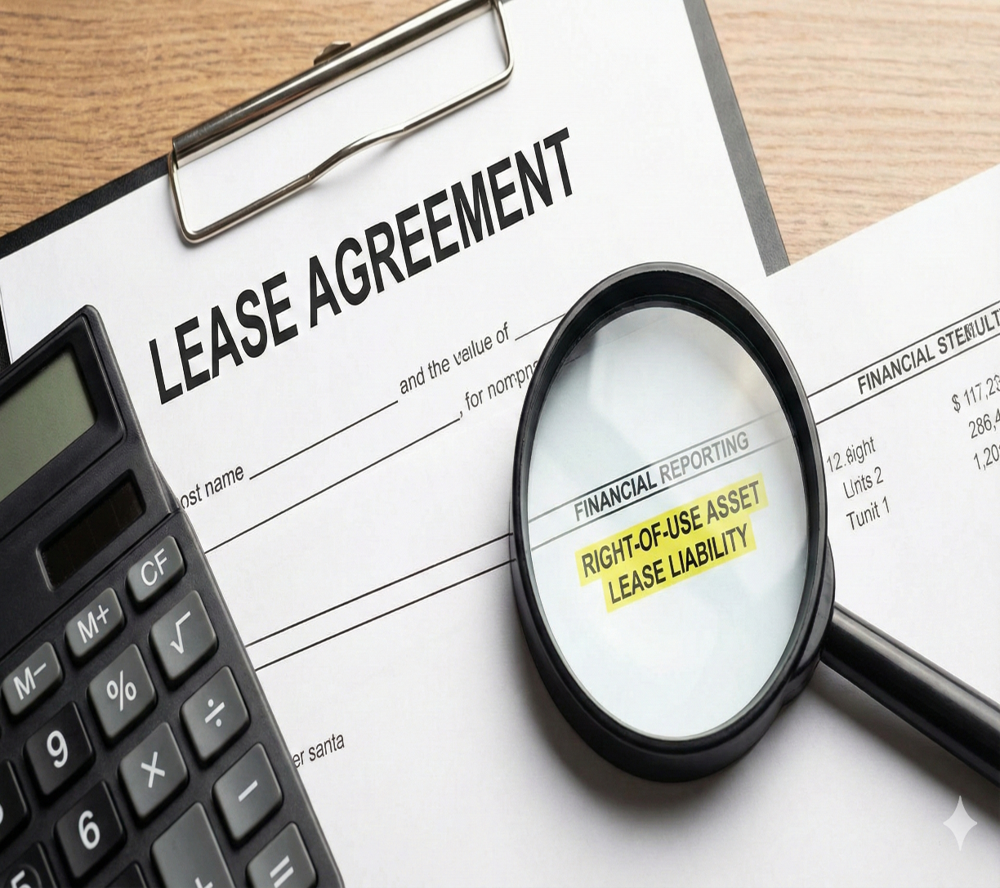 LEASE AGREEMENT
and the value of
, for nompn
ost name
FINANCIAL STEMULT
$ 117,23
286,4
1,20
12.8ight
Units 2
Tunit 1
FINANCIAL REPORTING
RIGHT-OF-USE ASSET
LEASE LIABILITY
er santa
CF
M+
√
M−
%
÷
9
×
−
6
+
=
5